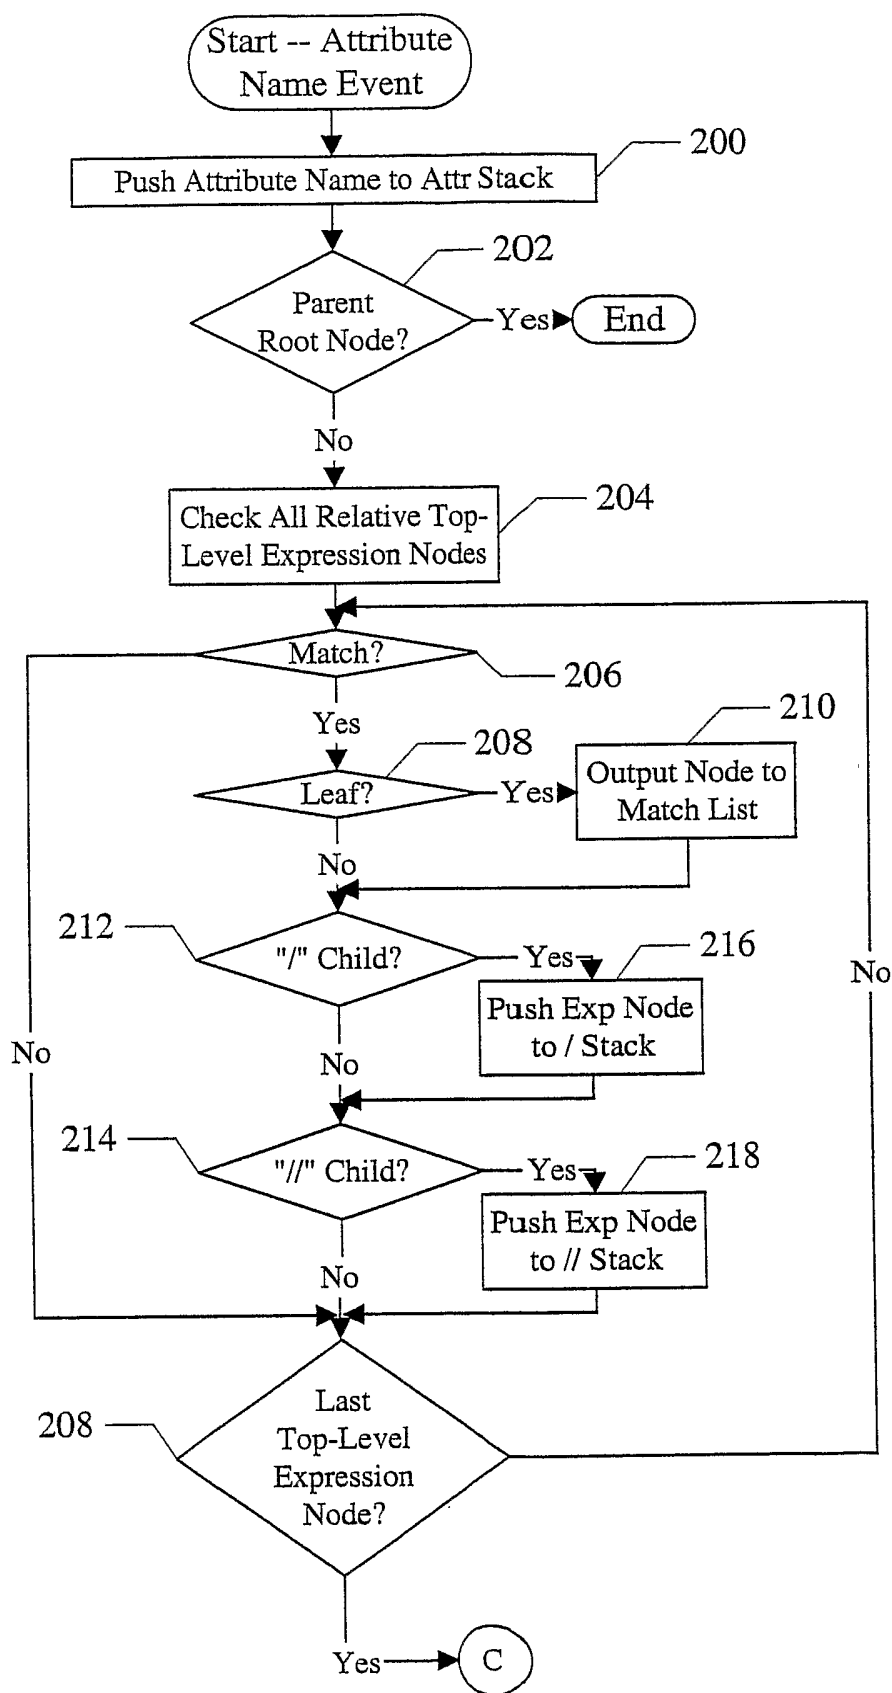 Start -- Attribute
Name Event
200
Push Attribute Name to Attr Stack
202
Parent
Root Node?
Yes
End
No
204
Check All Relative Top-
Level Expression Nodes
Match?
206
Yes
208
Leaf?
Yes
210
Output Node to
Match List
No
212
"/" Child?
Yes
216
Push Exp Node
to / Stack
No
No
No
214
"//" Child?
Yes
218
Push Exp Node
to // Stack
No
208
Last
Top-Level
Expression
Node?
Yes
C